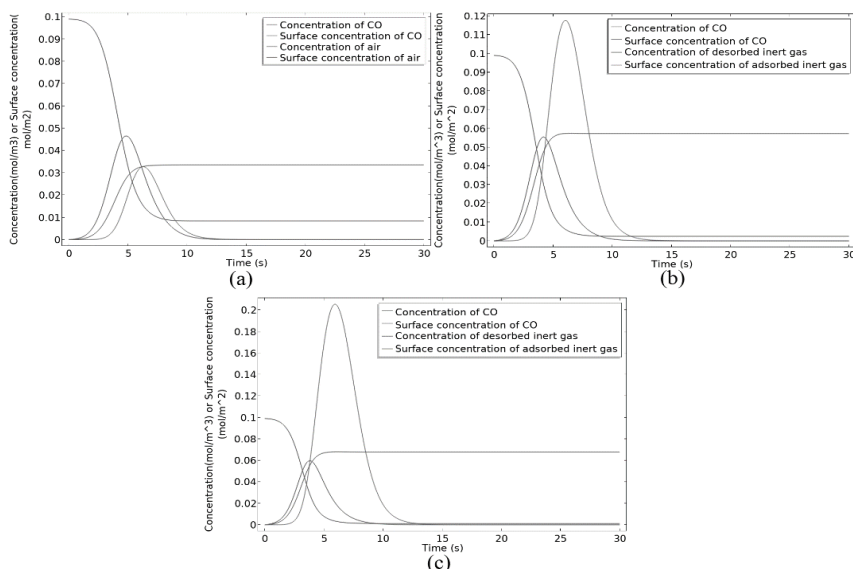 Concentration(mol/m3) or Surface concentration(
mol/m2)
0.1
0.09
0.08
0.07
0.06
0.05
0.04
0.03
0.02
0.01
0
Concentration of CO
Surface concentration of CO
Concentration of air
Surface concentration of air
0 5 10 15 20 25 30
Time (s)
(a)
Concentration(mol/m^3) or Surface concentration
(mol/m^2)
0.12
0.11
0.1
0.09
0.08
0.07
0.06
0.05
0.04
0.03
0.02
0.01
0
Concentration of CO
Surface concentration of CO
Concentration of desorbed inert gas
Surface concentration of adsorbed inert gas
0 5 10 15 20 25 30
Time (s)
(b)
Concentration(mol/m^3) or Surface concentration
(mol/m^2)
0.2
0.18
0.16
0.14
0.12
0.1
0.08
0.06
0.04
0.02
0
Concentration of CO
Surface concentration of CO
Concentration of desorbed inert gas
Surface concentration of adsorbed inert gas
0 5 10 15 20 25 30
Time (s)
(c)